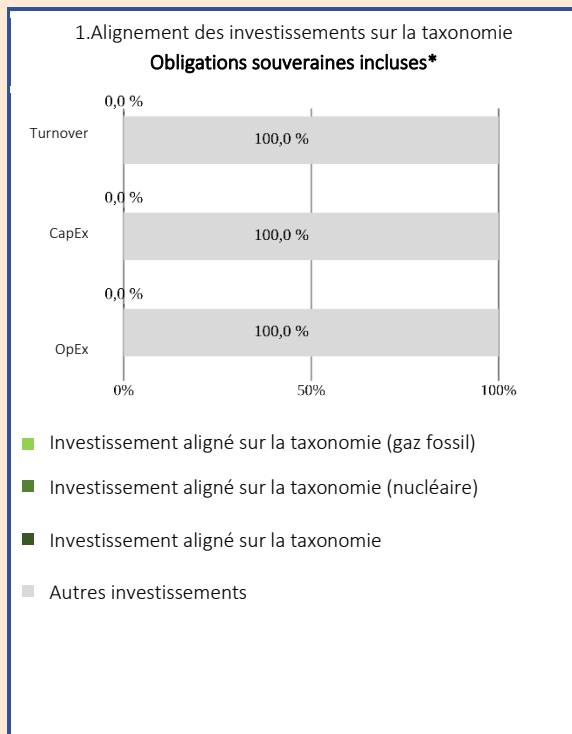 1.Alignement des investissements sur la taxonomie
Obligations souveraines incluses*
0,0 %
Turnover
100,0 %
0,0 %
CapEx
100,0 %
0,0 %
OpEx
100,0 %
0%
50%
100%
Investissement aligné sur la taxonomie (gaz fossil)
Investissement aligné sur la taxonomie (nucléaire)
Investissement aligné sur la taxonomie
Autres investissements